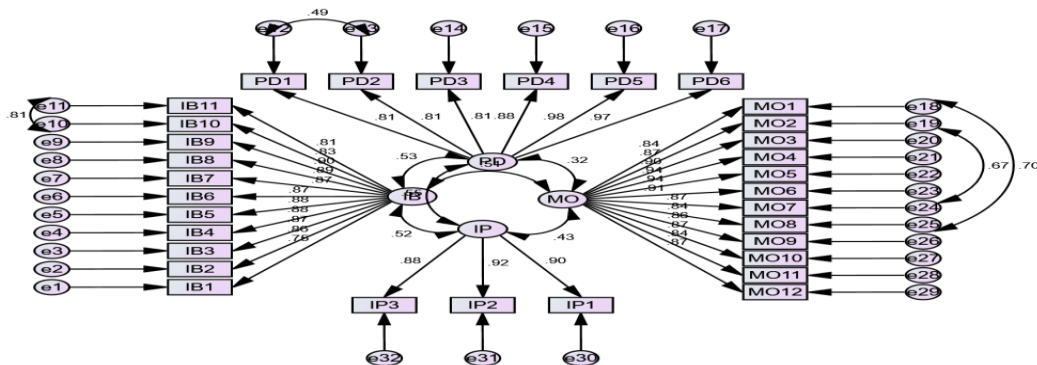 .49
e14 e15 e16 e17
PD1 PD2 PD3 PD4 PD5 PD6
.81 .81 .81 .88 .98 .97
e11 IB11
.81 e10 IB10
e9 IB9
e8 IB8
e7 IB7
e6 IB6
e5 IB5
e4 IB4
e3 IB3
e2 IB2
e1 IB1
.81
.83
.90
.89
.87
.87
.88
.88
.87
.86
.53 .32
IB MO
IP
.52 .43
MO1 e18
MO2 e19
MO3 e20
MO4 e21
MO5 e22
MO6 e23
MO7 e24
MO8 e25
MO9 e26
MO10 e27
MO11 e28
MO12 e29
.84
.87
.90
.94
.94
.91
.87
.84
.86
.87
.84
.87
.67 .70
.88 .92 .90
IP3 IP2 IP1
e32 e31 e30